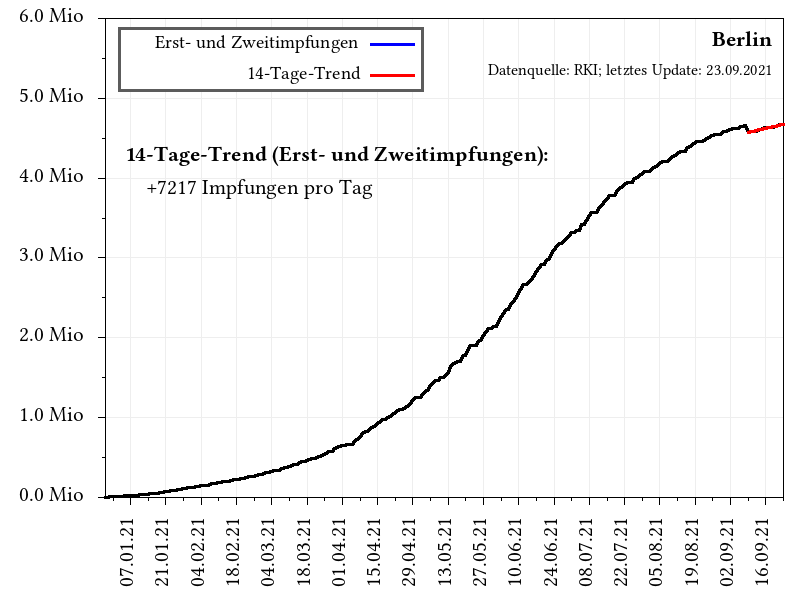 6.0 Mio
5.0 Mio
4.0 Mio
3.0 Mio
2.0 Mio
1.0 Mio
0.0 Mio
Erst- und Zweitimpfungen
14-Tage-Trend
Berlin
Datenquelle: RKI; letztes Update: 23.09.2021
14-Tage-Trend (Erst- und Zweitimpfungen):
+7217 Impfungen pro Tag
07.01.21
21.01.21
04.02.21
18.02.21
04.03.21
18.03.21
01.04.21
15.04.21
29.04.21
13.05.21
27.05.21
10.06.21
24.06.21
08.07.21
22.07.21
05.08.21
19.08.21
02.09.21
16.09.21